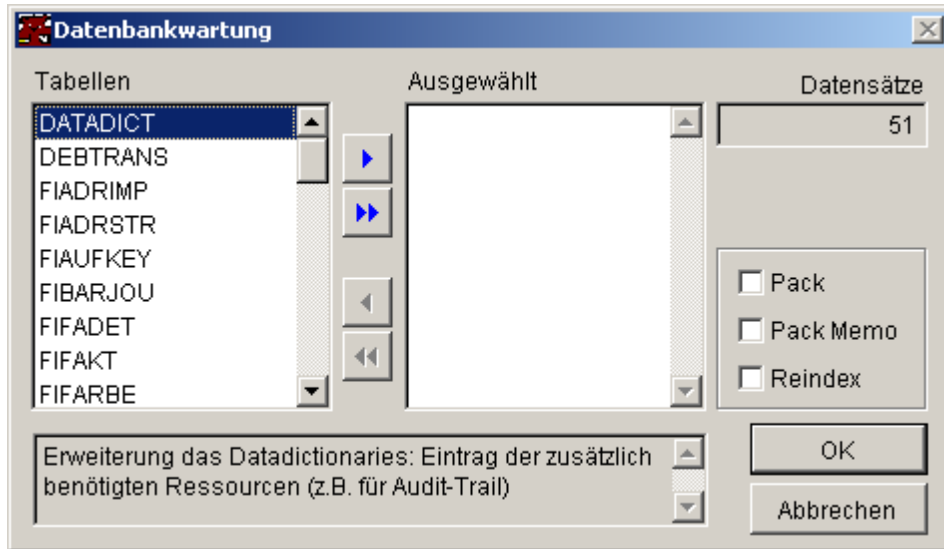 Datenbankwartung
Tabellen
Ausgewählt
Datensätze
DATADICT
DEBTRANS
FIADRIMP
FIADRSTR
FIAUFKEY
FIBARJOU
FIFADET
FIFAKT
FIFARBE
51
Pack
Pack Memo
Reindex
Erweiterung das Datadictionaries: Eintrag der zusätzlich
benötigten Ressourcen (z.B. für Audit-Trail)
OK
Abbrechen